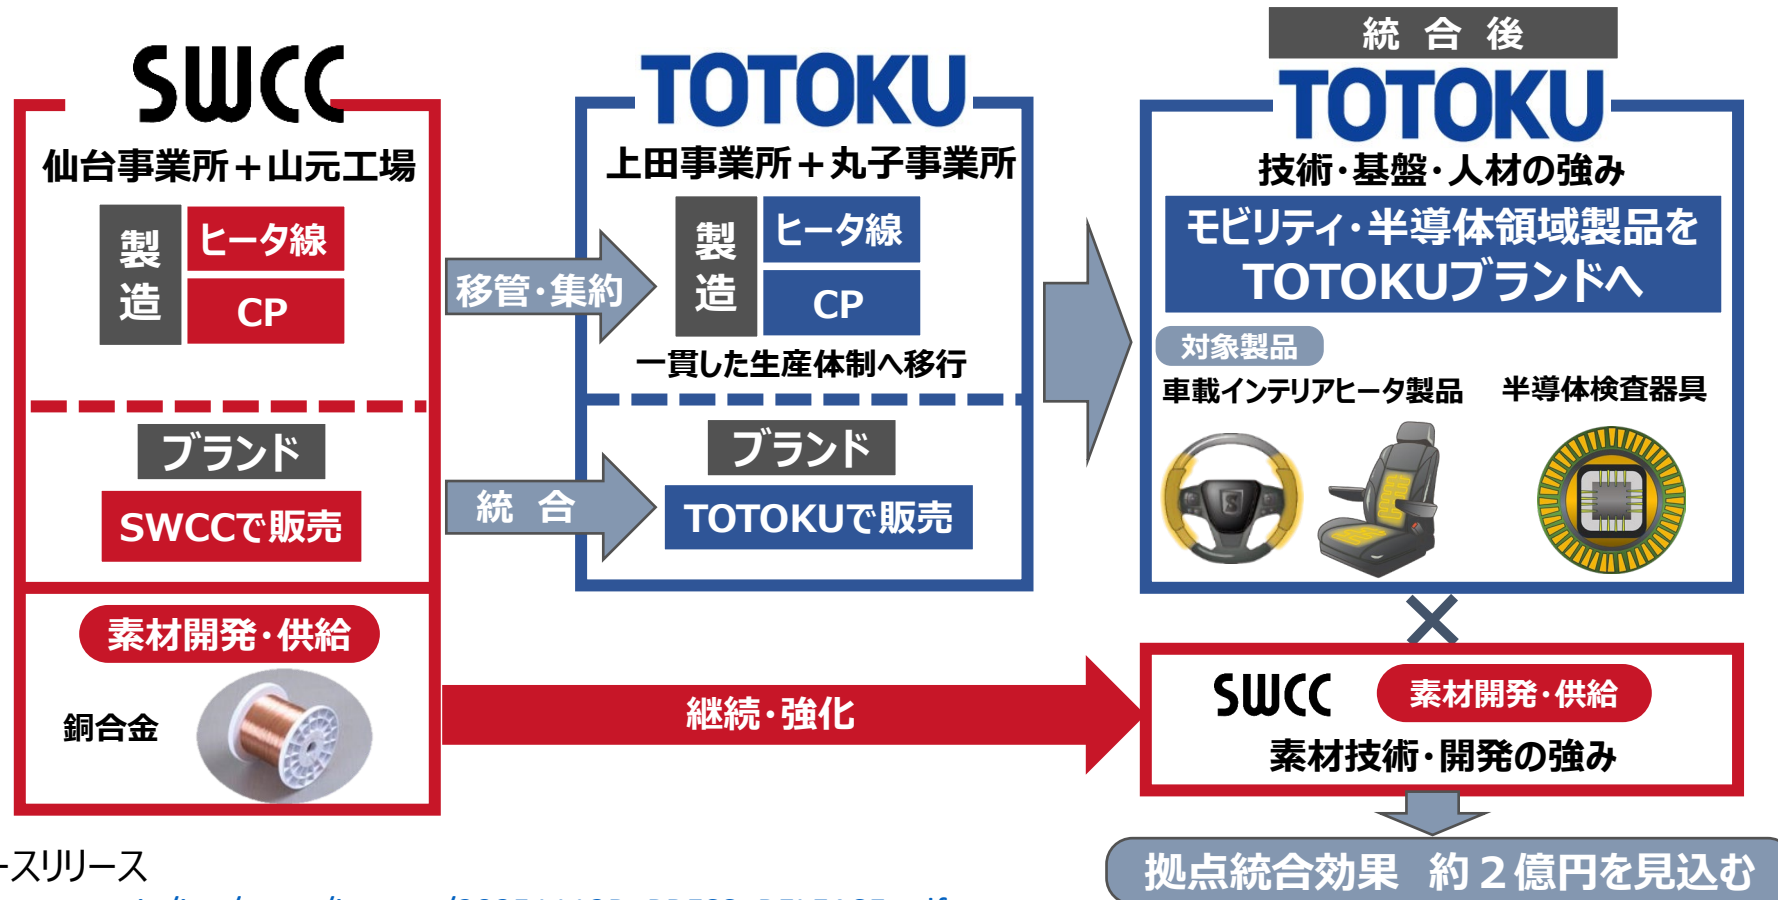 SWCC
仙台事業所＋山元工場
製造
ヒータ線
CP
ブランド
SWCCで販売
素材開発・供給
銅合金
移管・集約
統 合
継続・強化
TOTOKU
上田事業所＋丸子事業所
製造
ヒータ線
CP
一貫した生産体制へ移行
ブランド
TOTOKUで販売
統 合 後
TOTOKU
技術・基盤・人材の強み
モビリティ・半導体領域製品を
TOTOKUブランドへ
対象製品
車載インテリアヒータ製品
半導体検査器具
×
SWCC
素材開発・供給
素材技術・開発の強み
拠点統合効果 約２億円を見込む
ースリリース